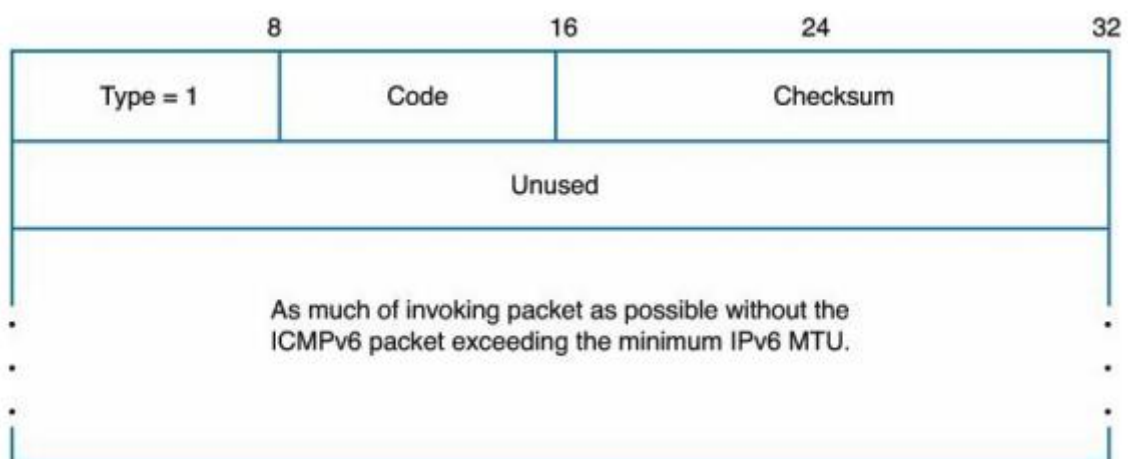 8 16 24 32
Type = 1 Code Checksum
Unused
As much of invoking packet as possible without the
ICMPv6 packet exceeding the minimum IPv6 MTU.